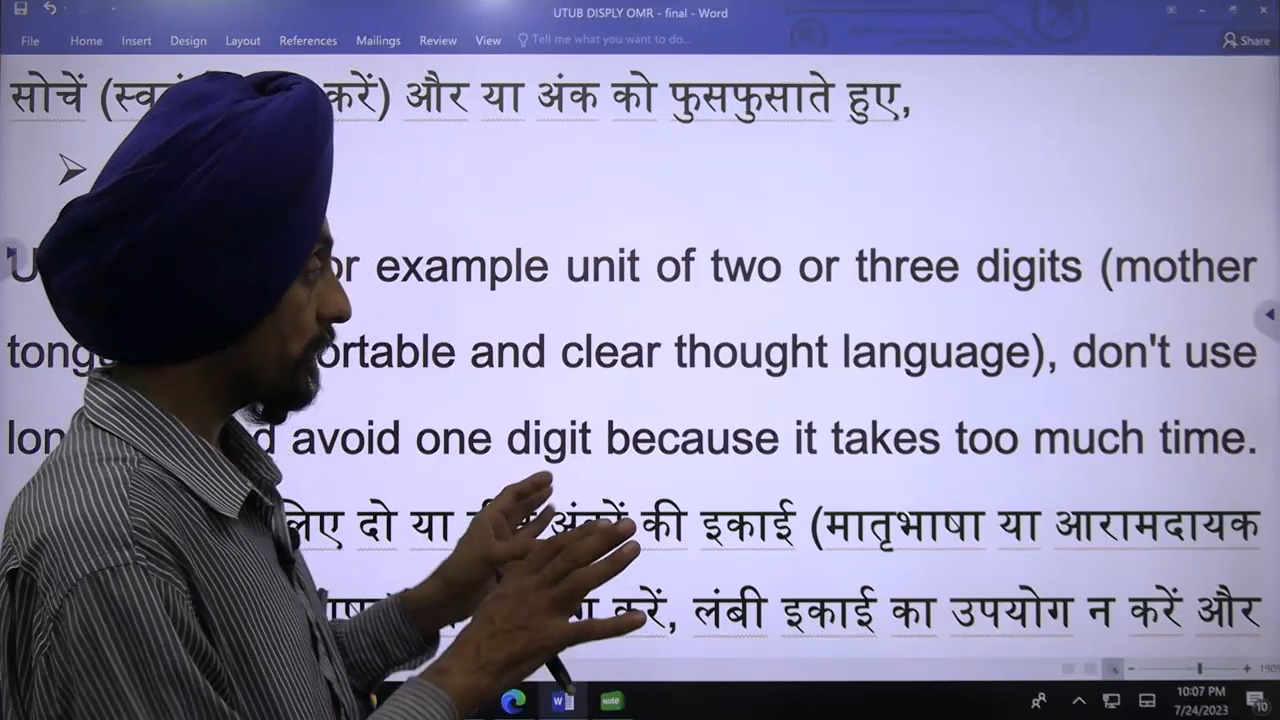 UTUB DISPLY OMR - final - Word
File Home Insert Design Layout References Mailings Review View Tell me what you want to do... Share
सोचें करें) और या अंक को फुसफुसाते हुए,
example unit of two or three digits (mother
and clear thought language), don't use
avoid one digit because it takes too much time.
दो या की इकाई (मातृभाषा या आरामदायक
करें, लंबी इकाई का उपयोग न करें और
190%
note
10:07 PM
7/24/2023
10